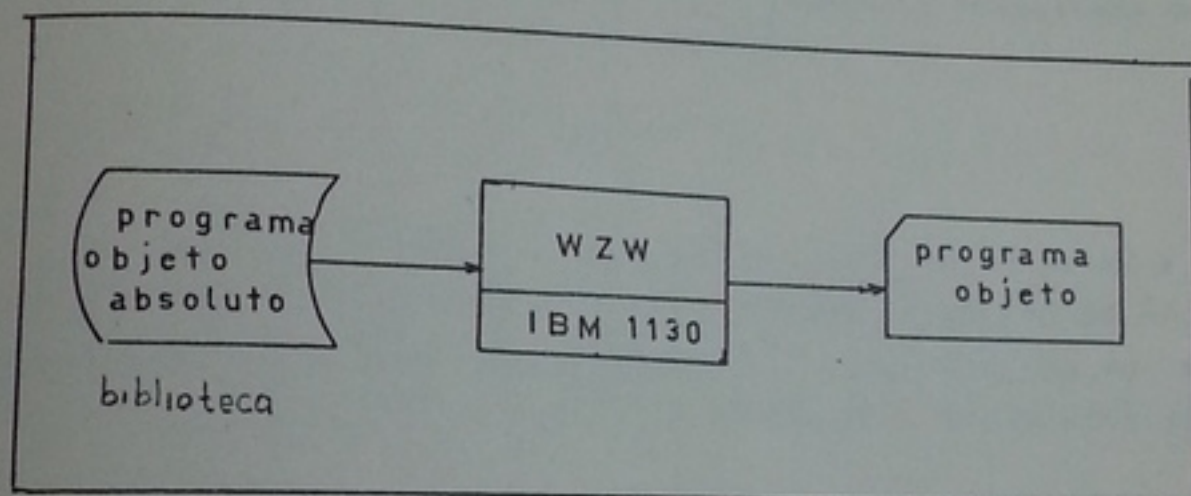 programa
objeto
absoluto
biblioteca
WZW
IBM 1130
programa
objeto